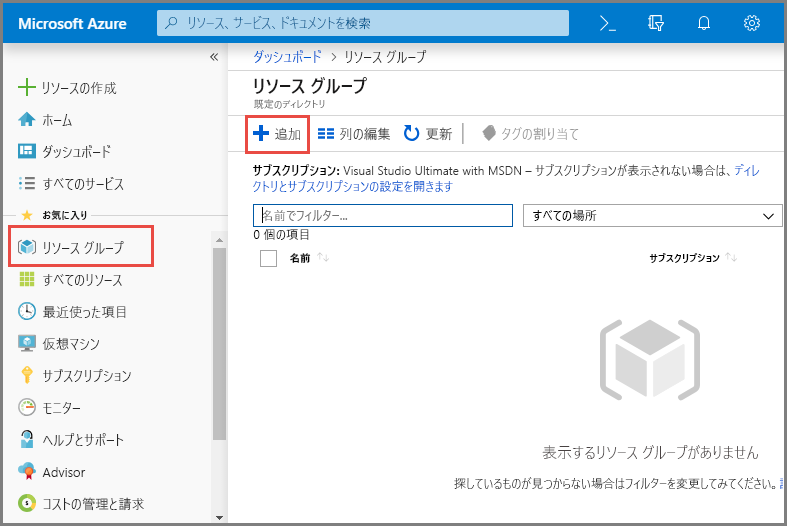 Microsoft Azure
リソース、サービス、ドキュメントを検索
ダッシュボード > リソース グループ
リソース グループ
既定のディレクトリ
リソースの作成
ホーム
ダッシュボード
すべてのサービス
お気に入り
リソース グループ
すべてのリソース
最近使った項目
仮想マシン
サブスクリプション
モニター
ヘルプとサポート
Advisor
コストの管理と請求
追加
列の編集
更新
タグの割り当て
サブスクリプション: Visual Studio Ultimate with MSDN – サブスクリプションが表示されない場合は、ディレ
クトリとサブスクリプションの設定を開きます
名前でフィルター...
すべての場所
0 個の項目
名前
サブスクリプション
表示するリソース グループがありません
探しているものが見つからない場合はフィルターを変更してみてください。